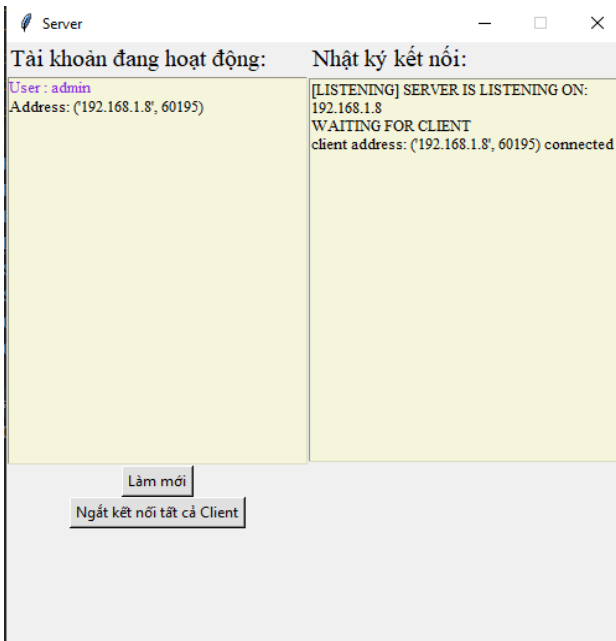 Server
Tài khoản đang hoạt động:
User : admin
Address: ('192.168.1.8', 60195)
Nhật ký kết nối:
[LISTENING] SERVER IS LISTENING ON:
192.168.1.8
WAITING FOR CLIENT
client address: ('192.168.1.8', 60195) connected
Làm mới
Ngắt kết nối tất cả Client